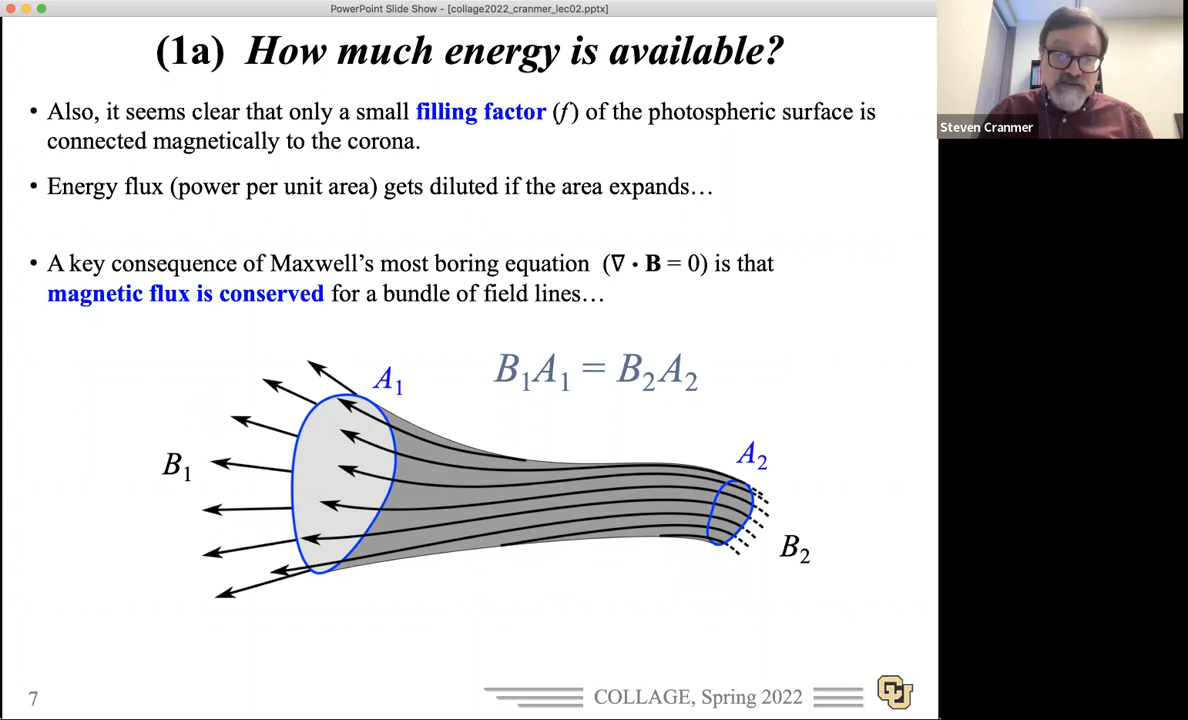 PowerPoint Slide Show - [collage2022_cranmer_lec02.pptx]
(1a) How much energy is available?
• Also, it seems clear that only a small filling factor (f) of the photospheric surface is
connected magnetically to the corona.
• Energy flux (power per unit area) gets diluted if the area expands…
• A key consequence of Maxwell’s most boring equation (∇ · B = 0) is that
magnetic flux is conserved for a bundle of field lines…
B₁A₁ = B₂A₂
A₁
B₁
A₂
B₂
7
COLLAGE, Spring 2022
CU
Steven Cranmer